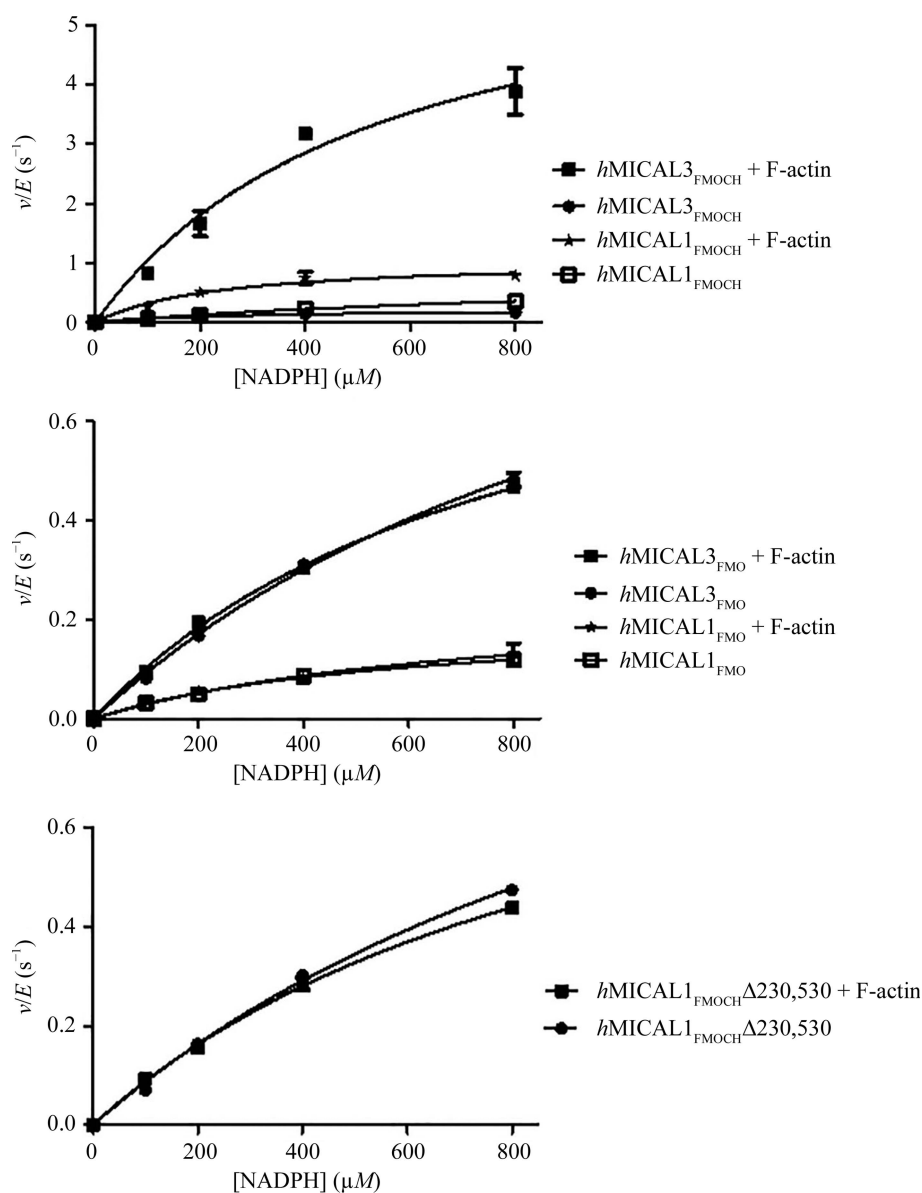 5
4
3
2
1
0
v/E (s⁻¹)
0 200 400 600 800
[NADPH] (µM)
hMICAL3FMOCH + F-actin
hMICAL3FMOCH
hMICAL1FMOCH + F-actin
hMICAL1FMOCH
0.6
0.4
0.2
0.0
v/E (s⁻¹)
0 200 400 600 800
[NADPH] (µM)
hMICAL3FMO + F-actin
hMICAL3FMO
hMICAL1FMO + F-actin
hMICAL1FMO
0.6
0.4
0.2
0.0
v/E (s⁻¹)
0 200 400 600 800
[NADPH] (µM)
hMICAL1FMOCHΔ230,530 + F-actin
hMICAL1FMOCHΔ230,530